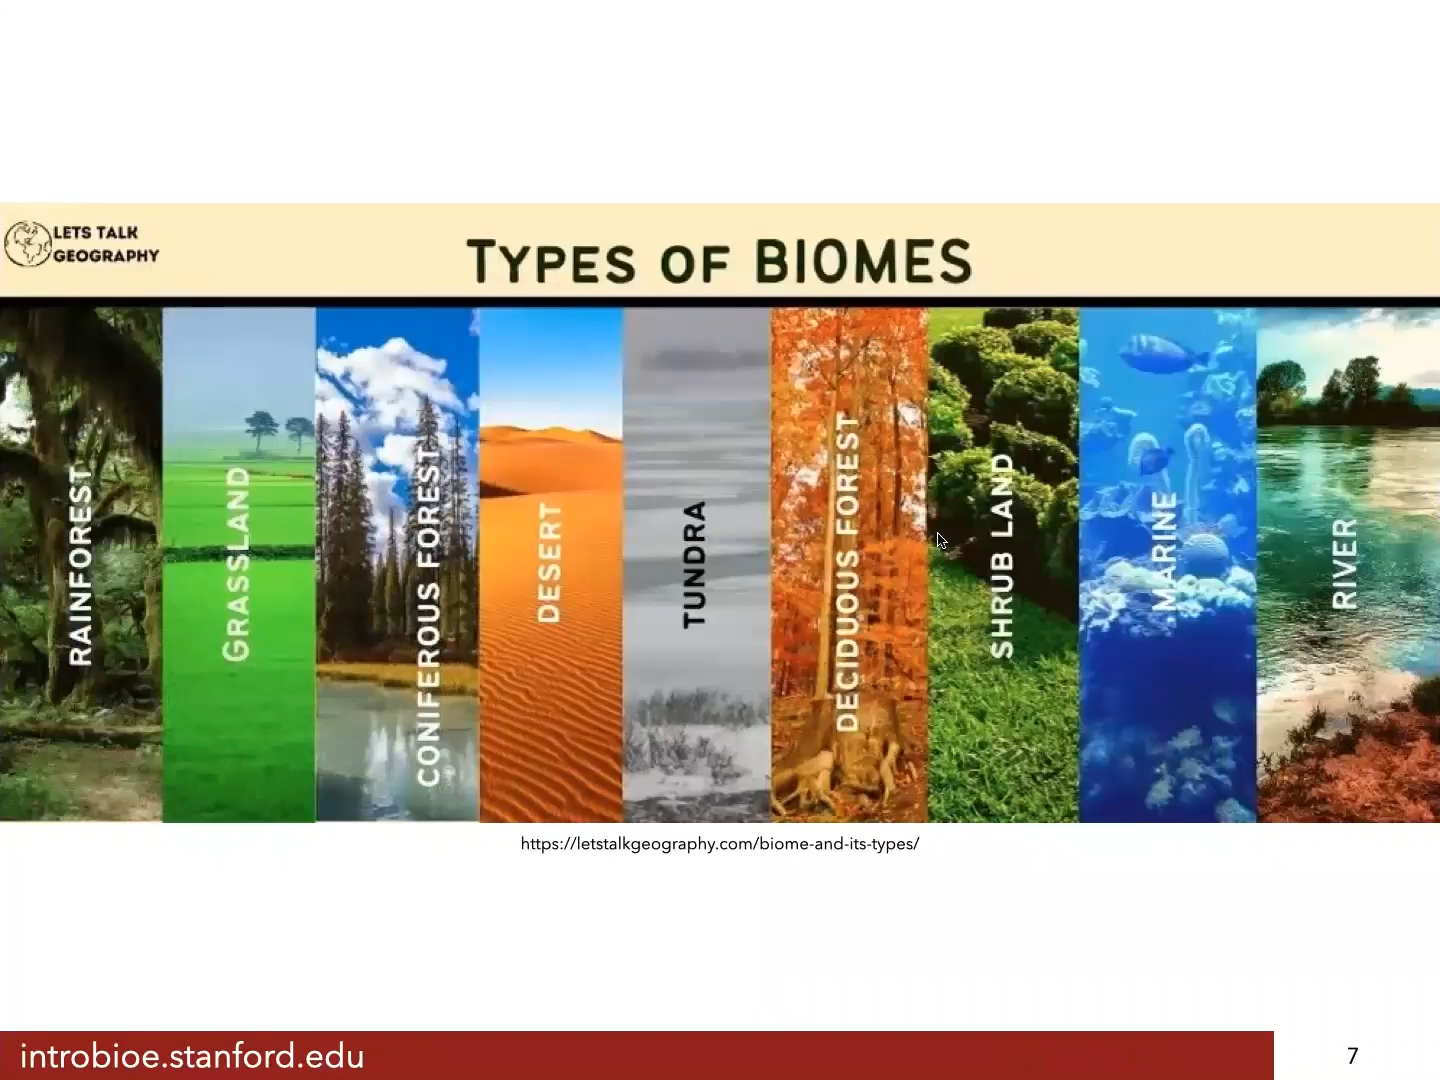 LETS TALK
GEOGRAPHY
TYPES OF BIOMES
RAINFOREST
GRASSLAND
CONIFEROUS FOREST
DESERT
TUNDRA
DECIDUOUS FOREST
SHRUB LAND
MARINE
RIVER
https://letstalkgeography.com/biome-and-its-types/
introbioe.stanford.edu
7